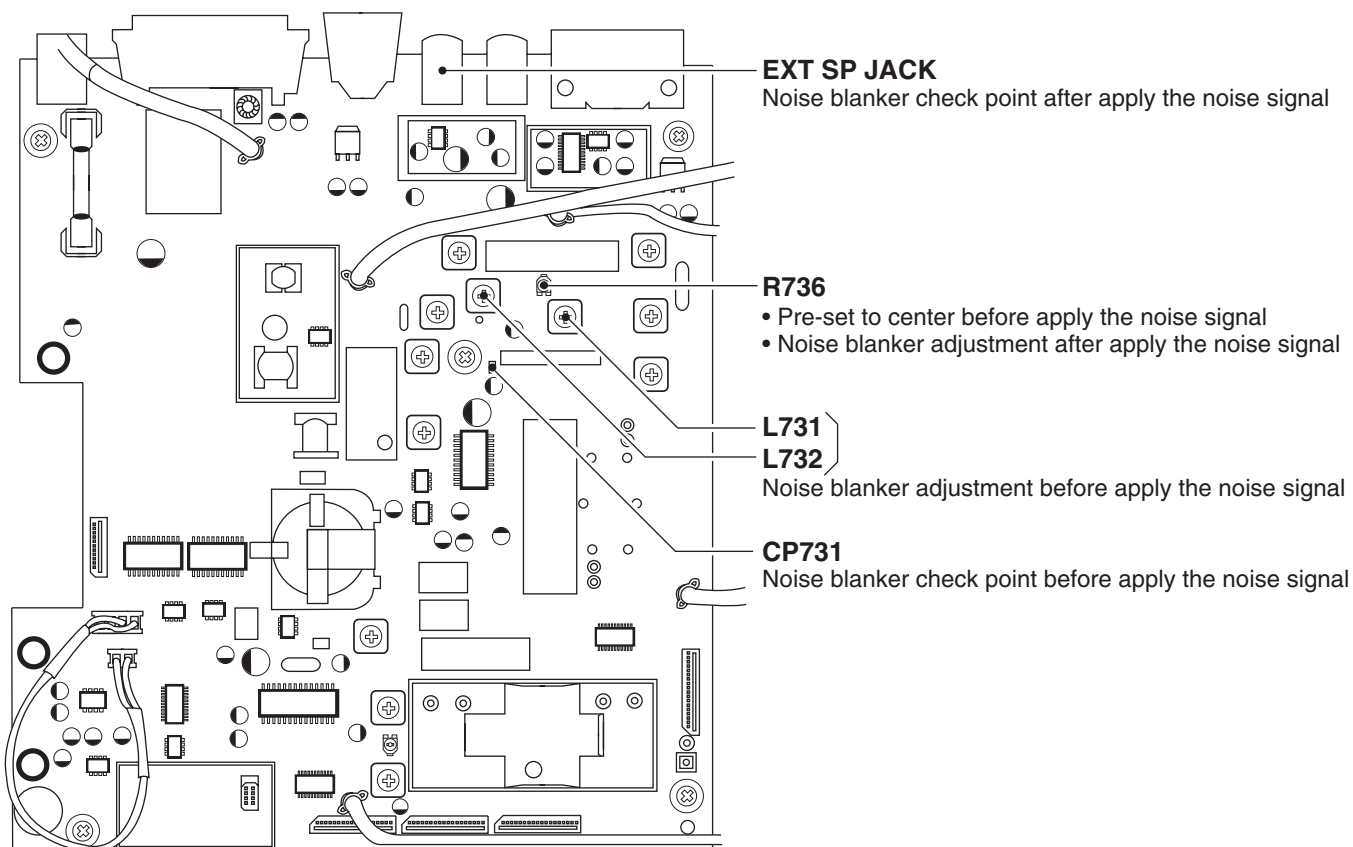 EXT SP JACK
Noise blanker check point after apply the noise signal
R736
• Pre-set to center before apply the noise signal
• Noise blanker adjustment after apply the noise signal
L731
L732
Noise blanker adjustment before apply the noise signal
CP731
Noise blanker check point before apply the noise signal